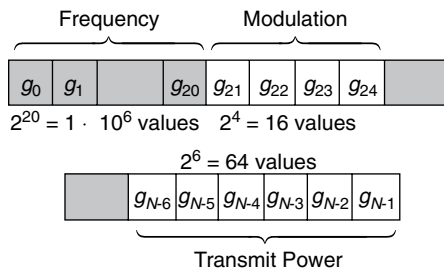 Frequency Modulation
g0 g1 g20 g21 g22 g23 g24
2^20 = 1 · 10^6 values 2^4 = 16 values
2^6 = 64 values
gN-6 gN-5 gN-4 gN-3 gN-2 gN-1
Transmit Power